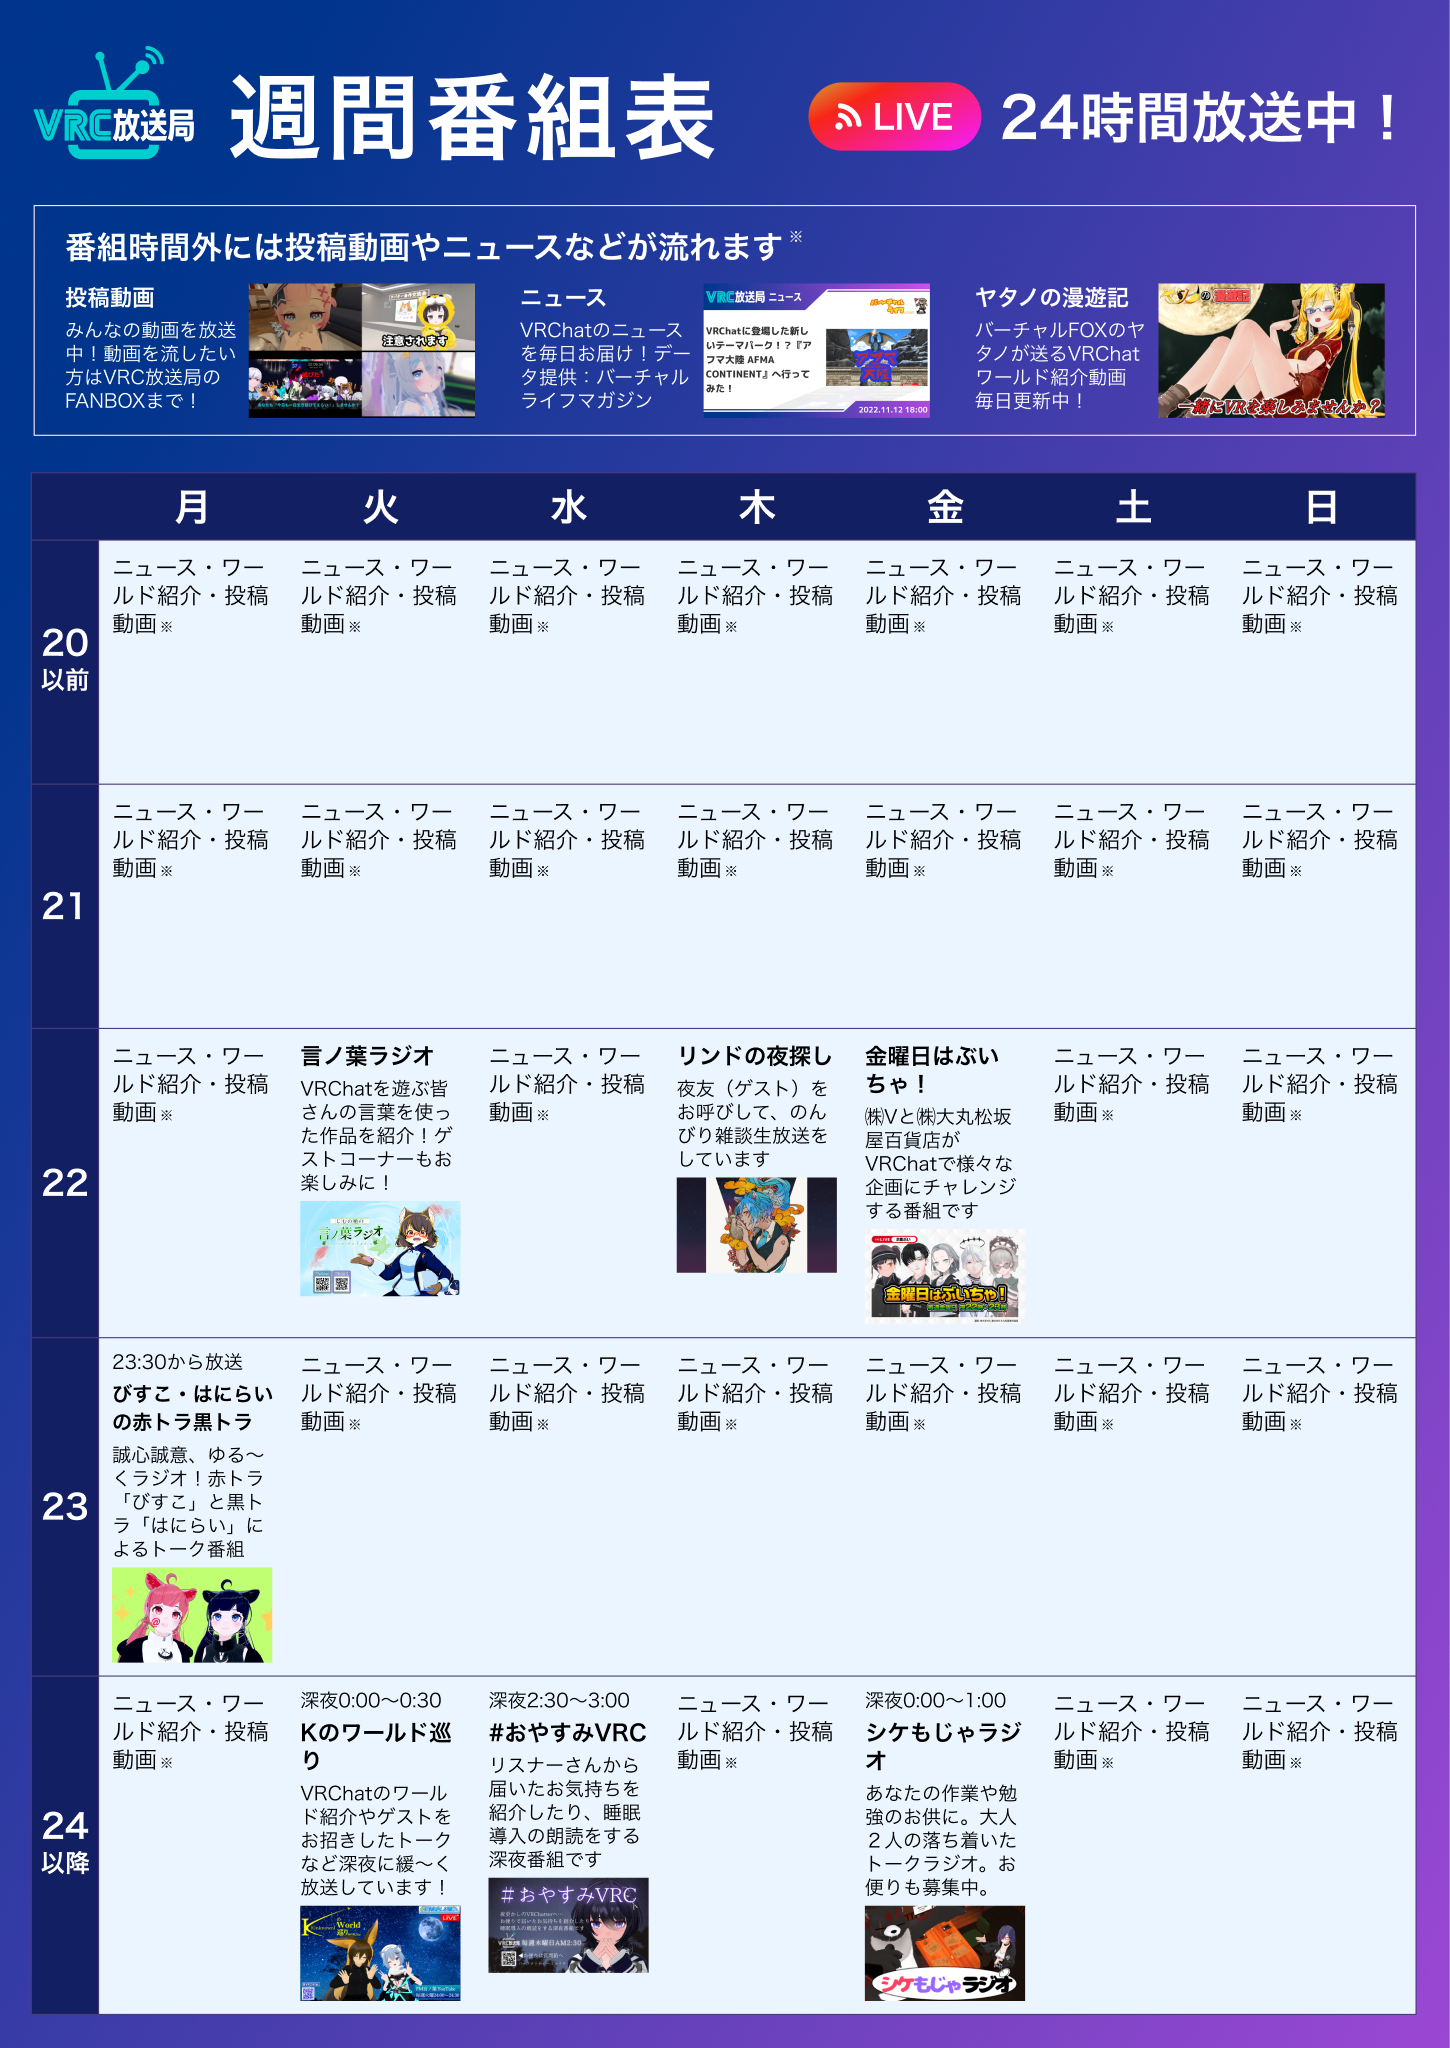 VRC放送局
週間番組表
LIVE
24時間放送中！
番組時間外には投稿動画やニュースなどが流れます※
投稿動画
みんなの動画を放送
中！動画を流したい
方はVRC放送局の
FANBOXまで！
注意されます
ニュース
VRChatのニュース
を毎日お届け！デー
タ提供：バーチャル
ライフマガジン
VRC放送局 ニュース
VRChatに登場した新し
いテーマパーク！？『ア
フマ大陸 AFMA
CONTINENT』へ行って
みた！
2022.11.12 18:00
ヤタノの漫遊記
バーチャルFOXのヤ
タノが送るVRChat
ワールド紹介動画
毎日更新中！
一緒にVRを楽しみませんか？
月 火 水 木 金 土 日
20
以前
ニュース・ワー
ルド紹介・投稿
動画※
ニュース・ワー
ルド紹介・投稿
動画※
ニュース・ワー
ルド紹介・投稿
動画※
ニュース・ワー
ルド紹介・投稿
動画※
ニュース・ワー
ルド紹介・投稿
動画※
ニュース・ワー
ルド紹介・投稿
動画※
ニュース・ワー
ルド紹介・投稿
動画※
21
ニュース・ワー
ルド紹介・投稿
動画※
ニュース・ワー
ルド紹介・投稿
動画※
ニュース・ワー
ルド紹介・投稿
動画※
ニュース・ワー
ルド紹介・投稿
動画※
ニュース・ワー
ルド紹介・投稿
動画※
ニュース・ワー
ルド紹介・投稿
動画※
ニュース・ワー
ルド紹介・投稿
動画※
22
ニュース・ワー
ルド紹介・投稿
動画※
言ノ葉ラジオ
VRChatを遊ぶ皆
さんの言葉を使っ
た作品を紹介！ゲ
ストコーナーもお
楽しみに！
言ノ葉ラジオ
ニュース・ワー
ルド紹介・投稿
動画※
リンドの夜探し
夜友（ゲスト）を
お呼びして、のん
びり雑談生放送を
しています
金曜日はぶい
ちゃ！
㈱Vと㈱大丸松坂
屋百貨店が
VRChatで様々な
企画にチャレンジ
する番組です
金曜日はぶいちゃ！
ニュース・ワー
ルド紹介・投稿
動画※
ニュース・ワー
ルド紹介・投稿
動画※
23
23:30から放送
びすこ・はにらい
の赤トラ黒トラ
誠心誠意、ゆる〜
くラジオ！赤トラ
「びすこ」と黒ト
ラ「はにらい」に
よるトーク番組
ニュース・ワー
ルド紹介・投稿
動画※
ニュース・ワー
ルド紹介・投稿
動画※
ニュース・ワー
ルド紹介・投稿
動画※
ニュース・ワー
ルド紹介・投稿
動画※
ニュース・ワー
ルド紹介・投稿
動画※
ニュース・ワー
ルド紹介・投稿
動画※
24
以降
ニュース・ワー
ルド紹介・投稿
動画※
深夜0:00〜0:30
Kのワールド巡
り
VRChatのワール
ド紹介やゲストを
お招きしたトーク
など深夜に緩〜く
放送しています！
World
LIVE
深夜2:30〜3:00
#おやすみVRC
リスナーさんから
届いたお気持ちを
紹介したり、睡眠
導入の朗読をする
深夜番組です
#おやすみVRC
毎週木曜日AM2:30
ニュース・ワー
ルド紹介・投稿
動画※
深夜0:00〜1:00
シケもじゃラジ
オ
あなたの作業や勉
強のお供に。大人
２人の落ち着いた
トークラジオ。お
便りも募集中。
シケもじゃラジオ
ニュース・ワー
ルド紹介・投稿
動画※
ニュース・ワー
ルド紹介・投稿
動画※